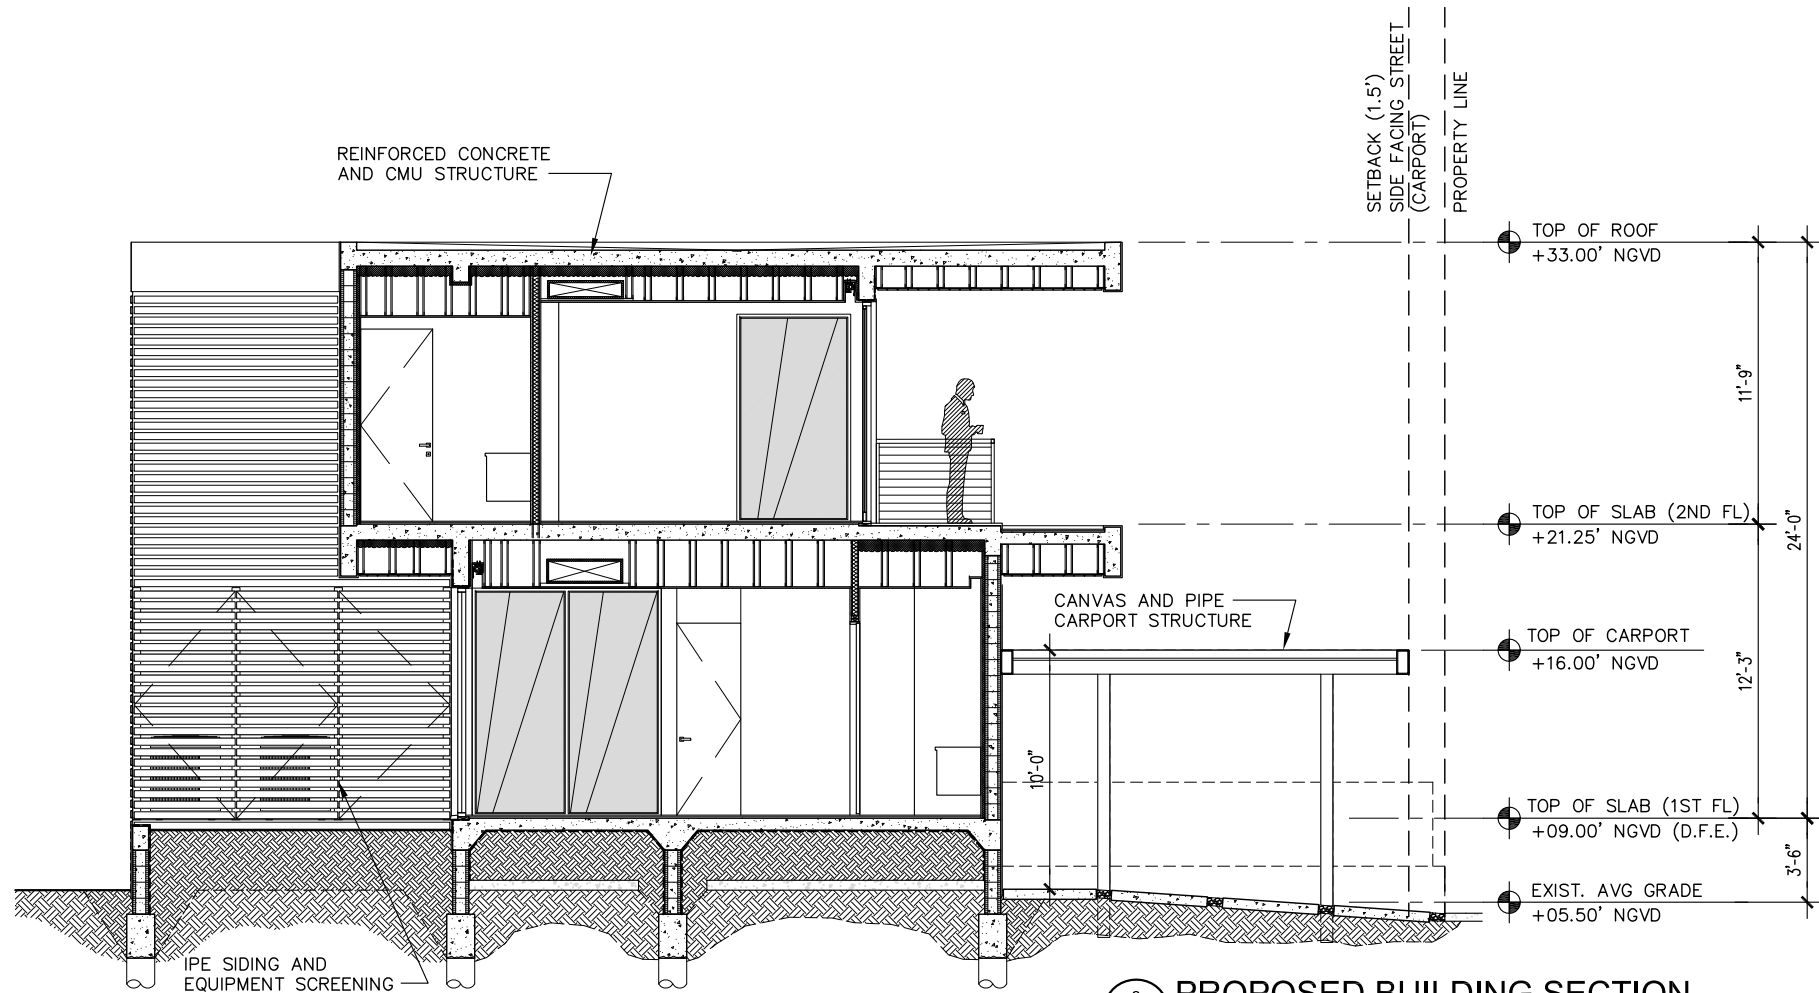 SETBACK (1.5')
SIDE FACING STREET
(CARPORT)
PROPERTY LINE
REINFORCED CONCRETE
AND CMU STRUCTURE
TOP OF ROOF
+33.00' NGVD
11'-9"
TOP OF SLAB (2ND FL)
+21.25' NGVD
24'-0"
CANVAS AND PIPE
CARPORT STRUCTURE
TOP OF CARPORT
+16.00' NGVD
12'-3"
10'-0"
TOP OF SLAB (1ST FL)
+09.00' NGVD (D.F.E.)
3'-6"
EXIST. AVG GRADE
+05.50' NGVD
IPE SIDING AND
EQUIPMENT SCREENING
PROPOSED BUILDING SECTION